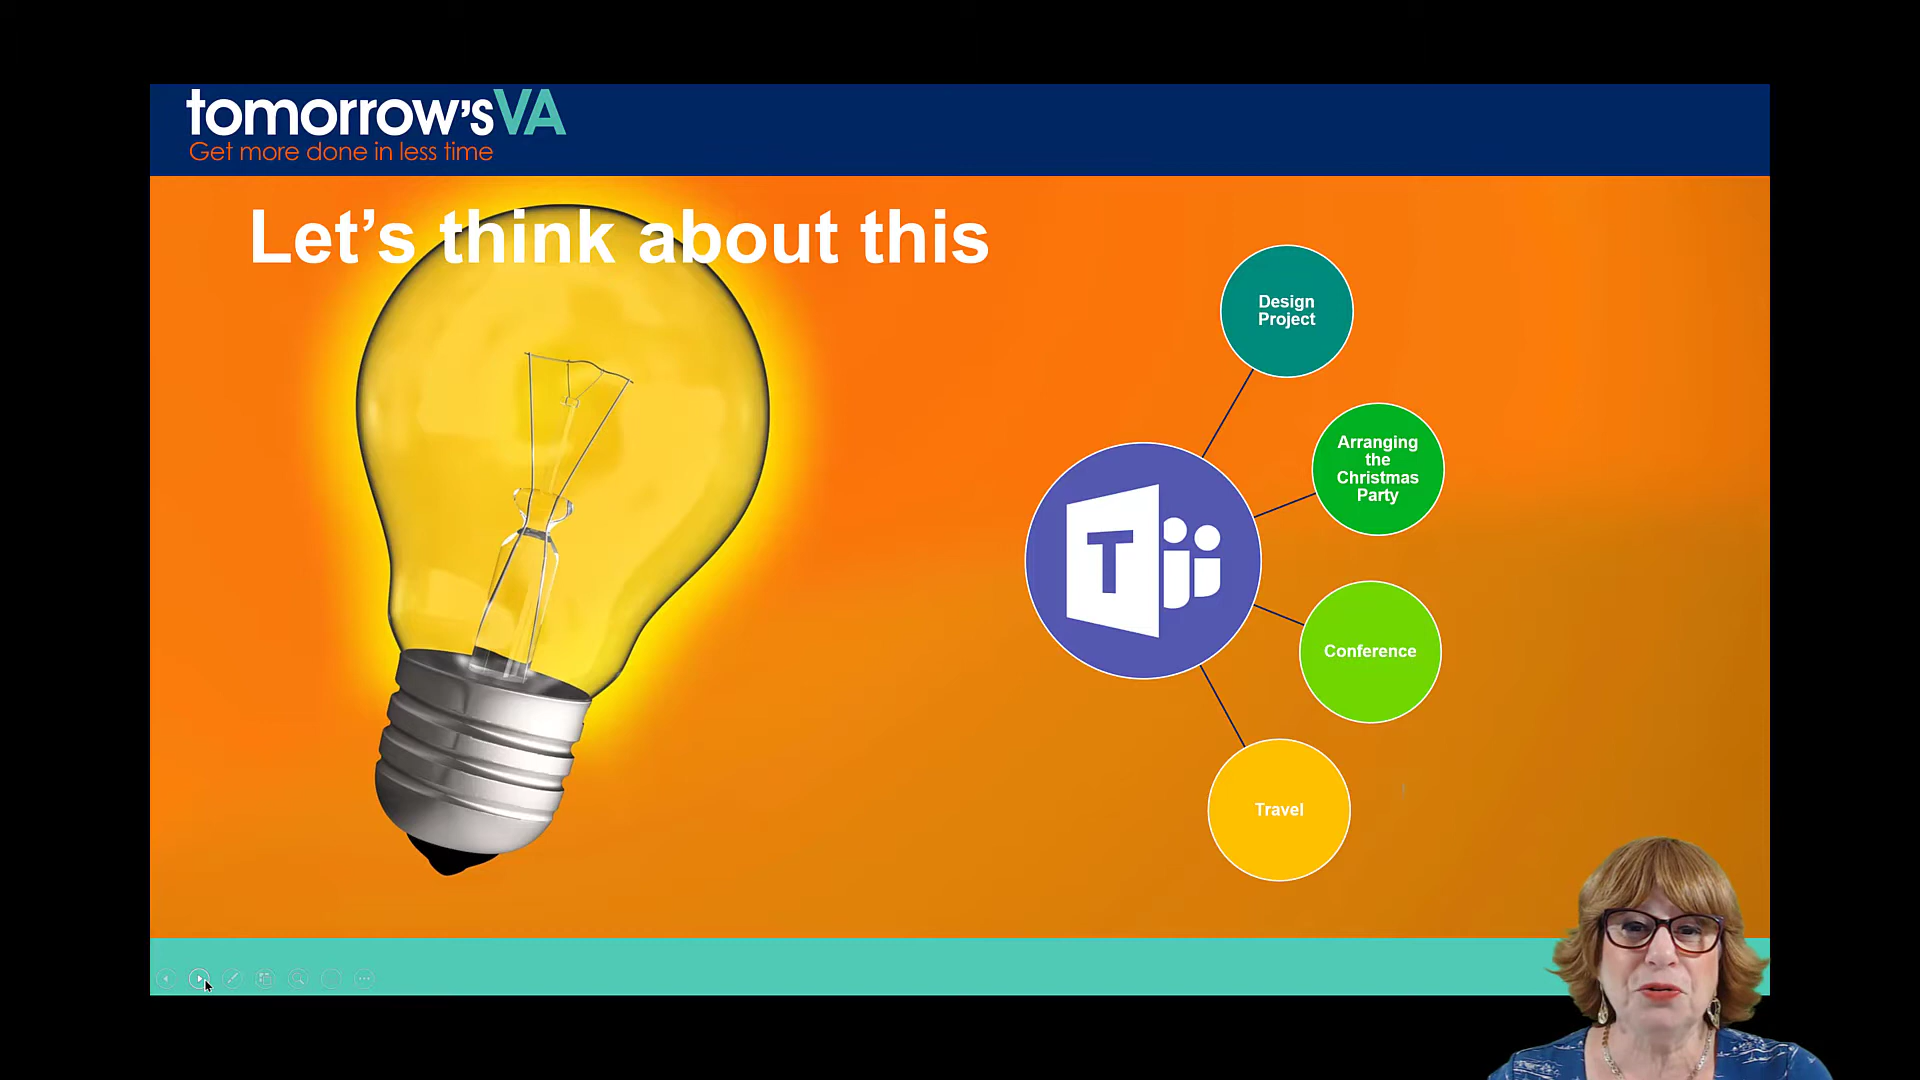 tomorrow'sVA
Get more done in less time
Let's think about this
Design
Project
Arranging
the
Christmas
Party
T
Conference
Travel